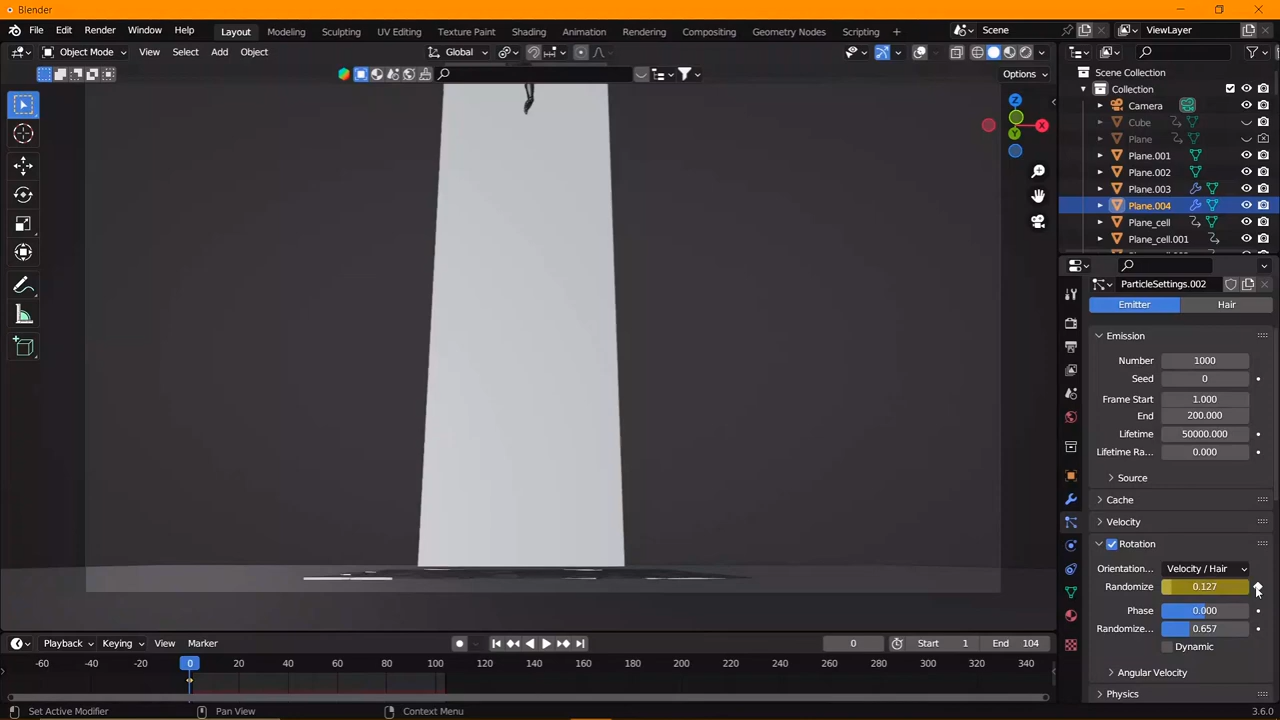 Blender
File Edit Render Window Help Layout Modeling Sculpting UV Editing Texture Paint Shading Animation Rendering Compositing Geometry Nodes Scripting + Scene ViewLayer
Object Mode View Select Add Object Global
Options
Scene Collection
Collection
Camera
Cube
Plane
Plane.001
Plane.002
Plane.003
Plane.004
Plane_cell
Plane_cell.001
X
Y
Z
ParticleSettings.002
Emitter Hair
Emission
Number 1000
Seed 0
Frame Start 1.000
End 200.000
Lifetime 50000.000
Lifetime Ra... 0.000
Source
Cache
Velocity
Rotation
Orientation... Velocity / Hair
Randomize 0.127
Phase 0.000
Randomize... 0.657
Dynamic
Angular Velocity
Physics
Playback Keying View Marker 0 Start 1 End 104
-60 -40 -20 0 20 40 60 80 100 120 140 160 180 200 220 240 260 280 300 320 340
Set Active Modifier Pan View Context Menu 3.6.0